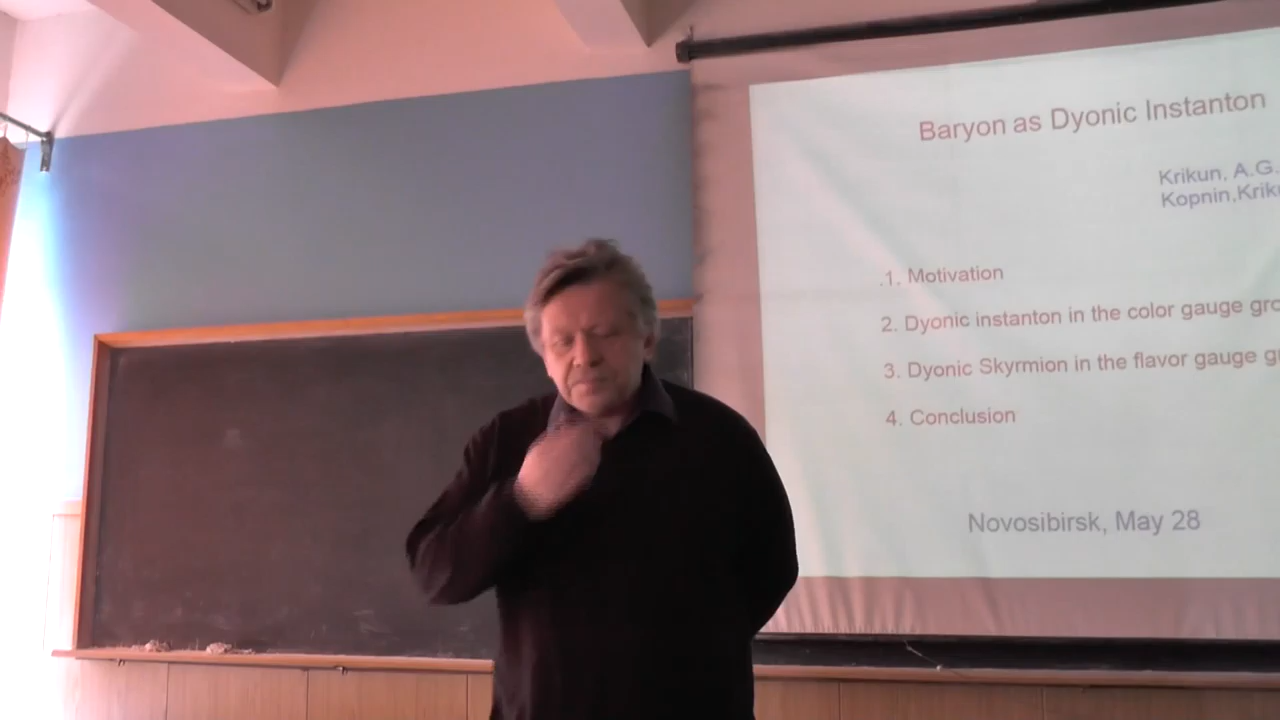 Baryon as Dyonic Instanton
Krikun, A.G.
Kopnin,Krik
.1. Motivation
2. Dyonic instanton in the color gauge gro
3. Dyonic Skyrmion in the flavor gauge g
4. Conclusion
Novosibirsk, May 28